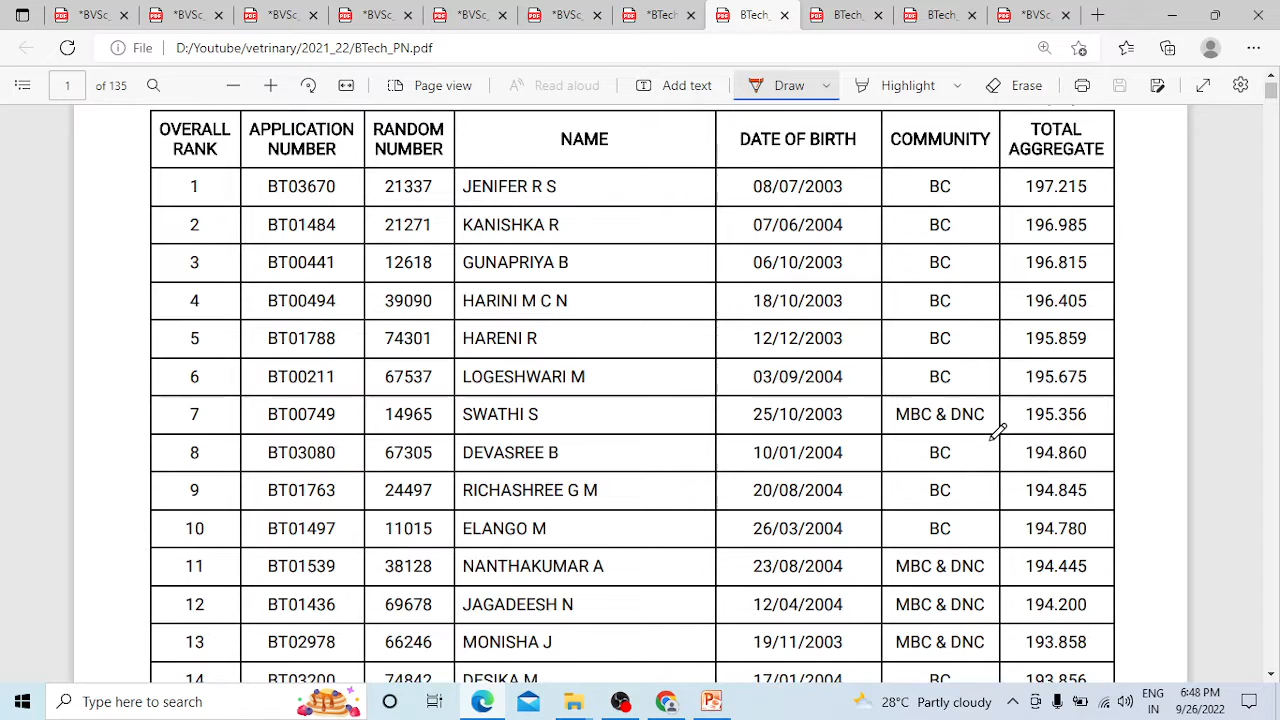 *BVSc *BVSc *BVSc *BVSc *BVSc *BTech BTech BTech BTech *BVSc
File D:/Youtube/vetrinary/2021_22/BTech_PN.pdf
1 of 135 Page view Read aloud Add text Draw Highlight Erase
OVERALL RANK APPLICATION NUMBER RANDOM NUMBER NAME DATE OF BIRTH COMMUNITY TOTAL AGGREGATE
1 BT03670 21337 JENIFER R S 08/07/2003 BC 197.215
2 BT01484 21271 KANISHKA R 07/06/2004 BC 196.985
3 BT00441 12618 GUNAPRIYA B 06/10/2003 BC 196.815
4 BT00494 39090 HARINI M C N 18/10/2003 BC 196.405
5 BT01788 74301 HARENI R 12/12/2003 BC 195.859
6 BT00211 67537 LOGESHWARI M 03/09/2004 BC 195.675
7 BT00749 14965 SWATHI S 25/10/2003 MBC & DNC 195.356
8 BT03080 67305 DEVASREE B 10/01/2004 BC 194.860
9 BT01763 24497 RICHASHREE G M 20/08/2004 BC 194.845
10 BT01497 11015 ELANGO M 26/03/2004 BC 194.780
11 BT01539 38128 NANTHAKUMAR A 23/08/2004 MBC & DNC 194.445
12 BT01436 69678 JAGADEESH N 12/04/2004 MBC & DNC 194.200
13 BT02978 66246 MONISHA J 19/11/2003 MBC & DNC 193.858
14 BT03200 74842 DESIKA M 17/01/2004 BC 193.856
Type here to search 28°C Partly cloudy ENG 6:48 PM
IN 9/26/2022